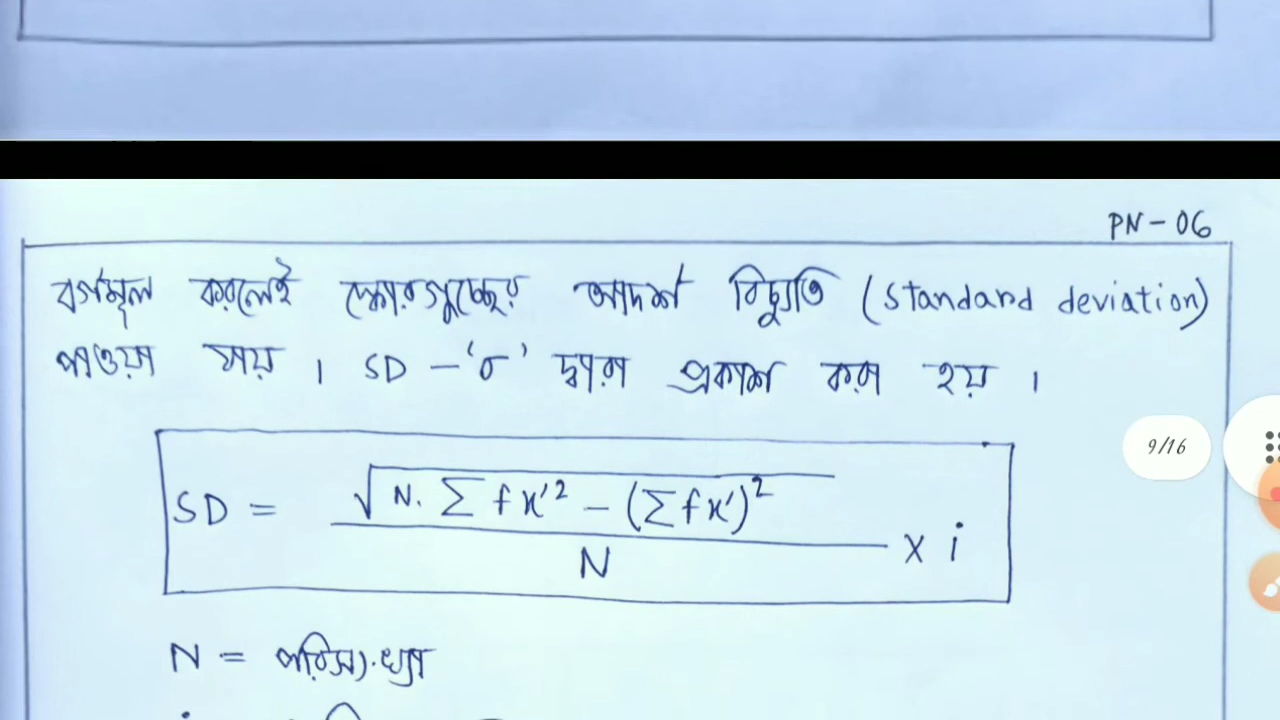 PN - 06
বর্গমূল করলেই স্কোরগুচ্ছের আদর্শ বিচ্যুতি (Standard deviation)
পাওয়া যায় । SD - 'σ' দ্বারা প্রকাশ করা হয় ।
9/16
SD = √N. Σ fx'² - (Σfx')² / N × i
N = পরিসংখ্যা